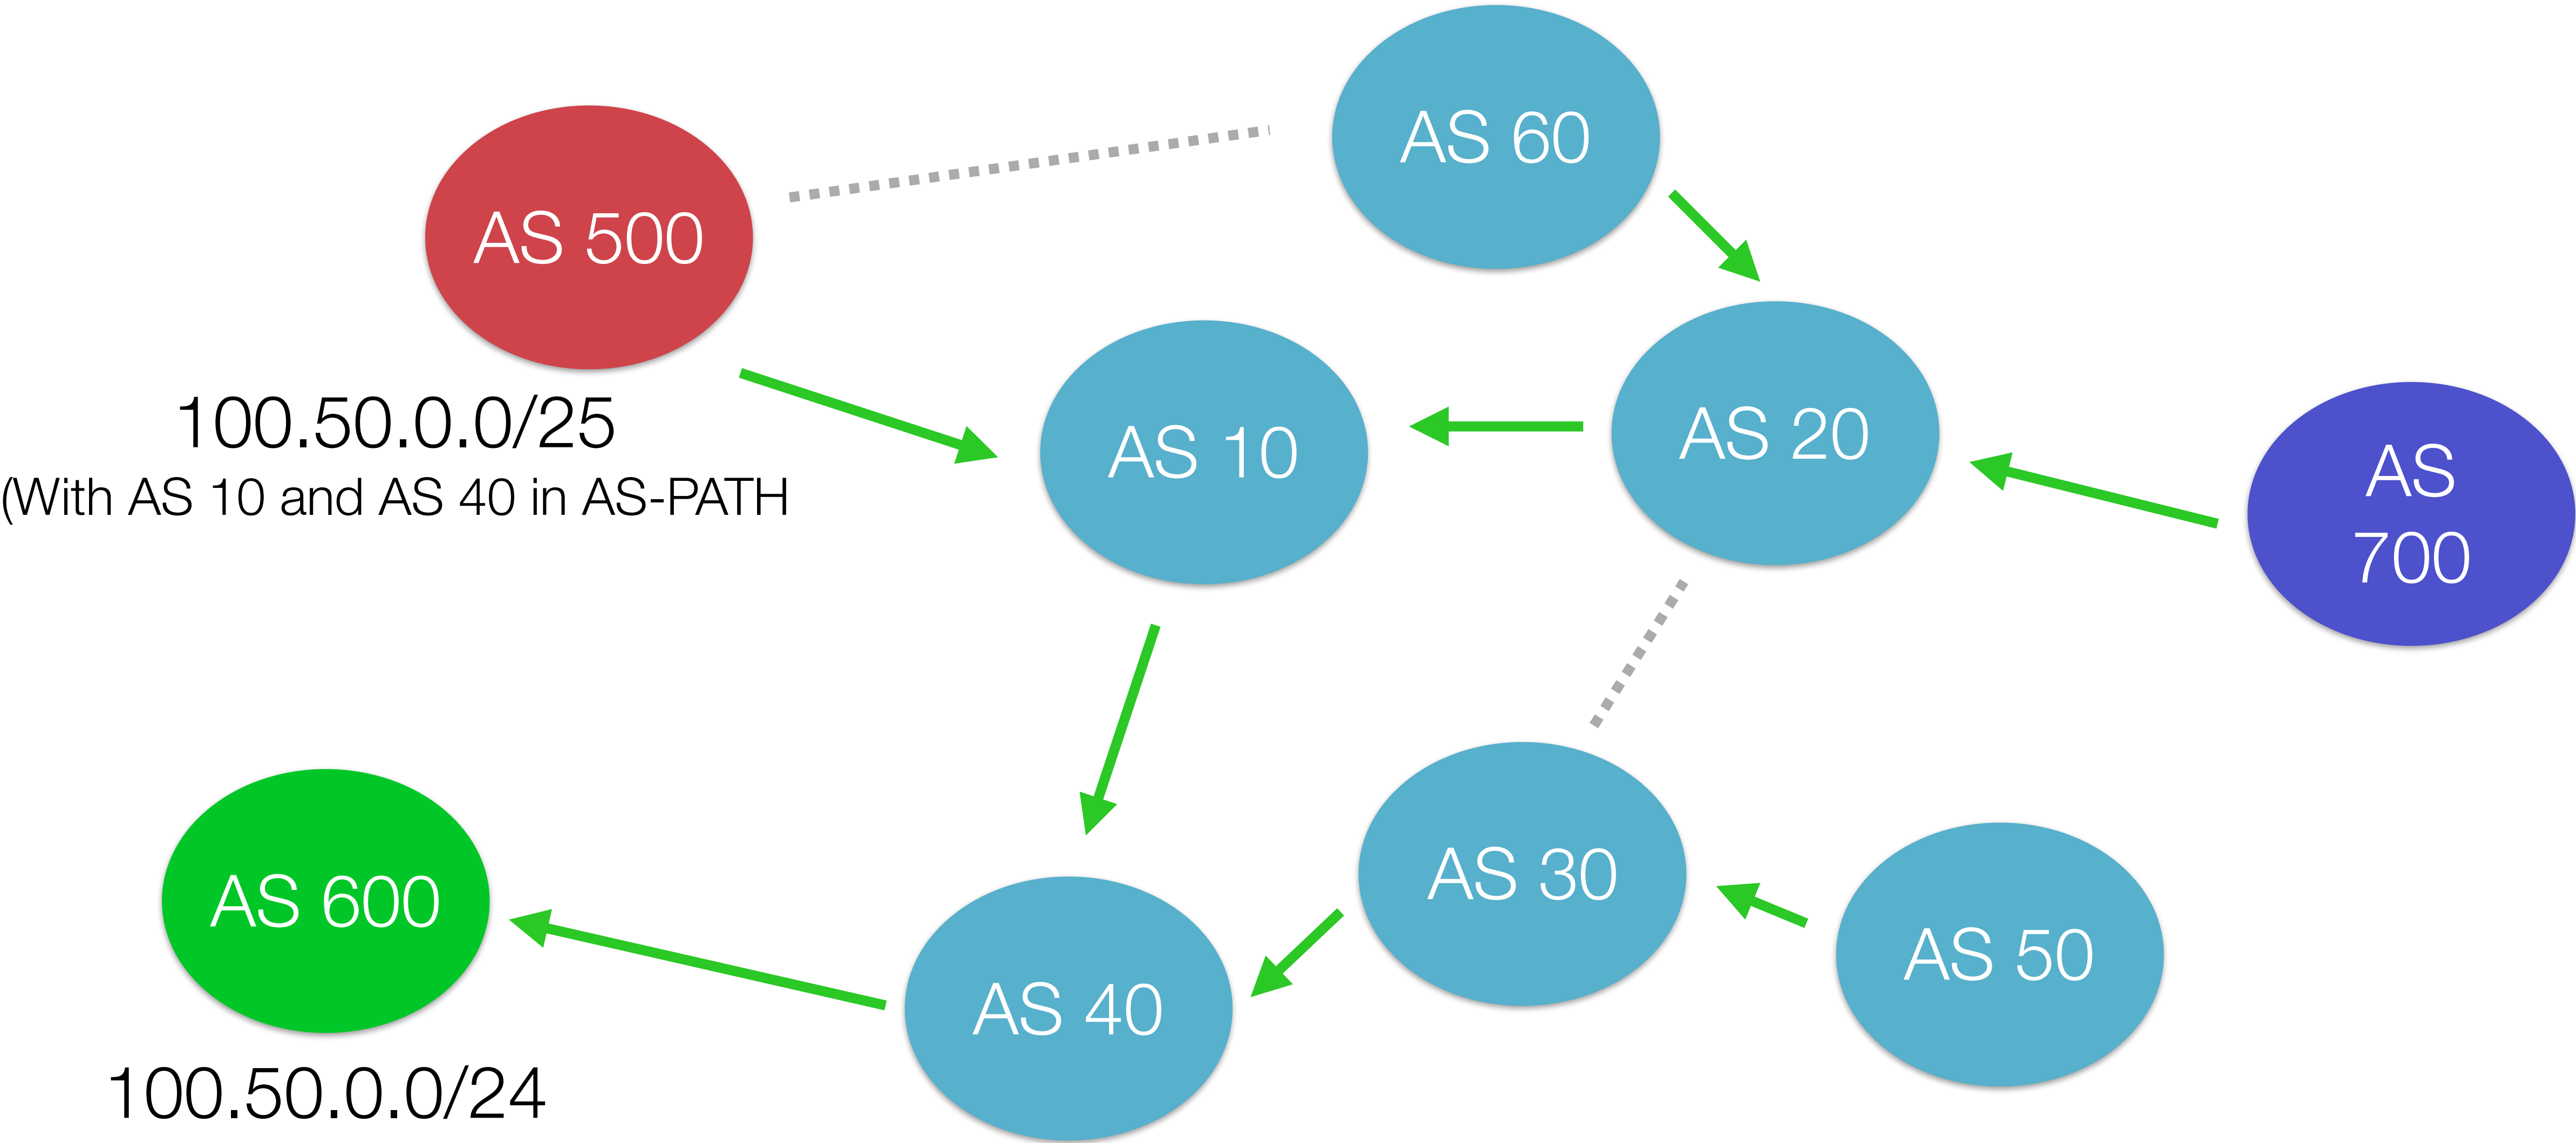 AS 60
AS 500
AS 10
AS 20
100.50.0.0/25
(With AS 10 and AS 40 in AS-PATH
AS
700
AS 600
AS 30
AS 50
AS 40
100.50.0.0/24